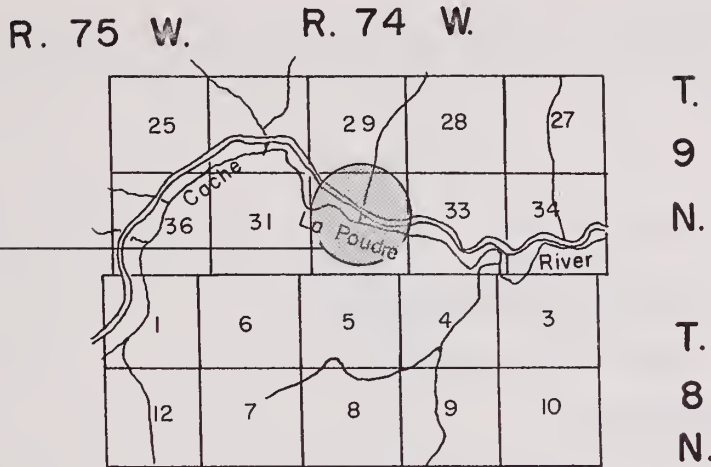 R. 75 W. R. 74 W.
T. 9 N.
25 29 28 27
36 31 33 34
Cache La Poudre River
T. 8 N.
1 6 5 4 3
12 7 8 9 10